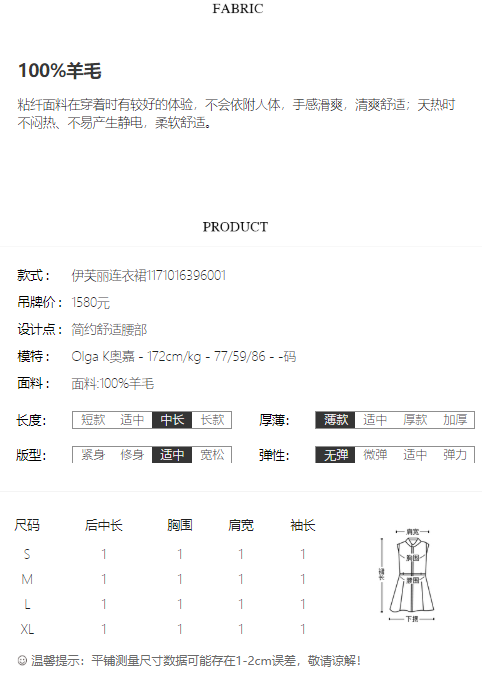 FABRIC
100%羊毛
粘纤面料在穿着时有较好的体验，不会依附人体，手感滑爽，清爽舒适；天热时
不闷热、不易产生静电，柔软舒适。
PRODUCT
款式： 伊芙丽连衣裙1171016396001
吊牌价： 1580元
设计点： 简约舒适腰部
模特： Olga K奥嘉 - 172cm/kg - 77/59/86 - -码
面料： 面料:100%羊毛
长度： 短款 适中 中长 长款 厚薄： 薄款 适中 厚款 加厚
版型： 紧身 修身 适中 宽松 弹性： 无弹 微弹 适中 弹力
尺码 后中长 胸围 肩宽 袖长
S 1 1 1 1
M 1 1 1 1
L 1 1 1 1
XL 1 1 1 1
肩宽
胸围
裙长
腰围
下摆
温馨提示：平铺测量尺寸数据可能存在1-2cm误差，敬请谅解！